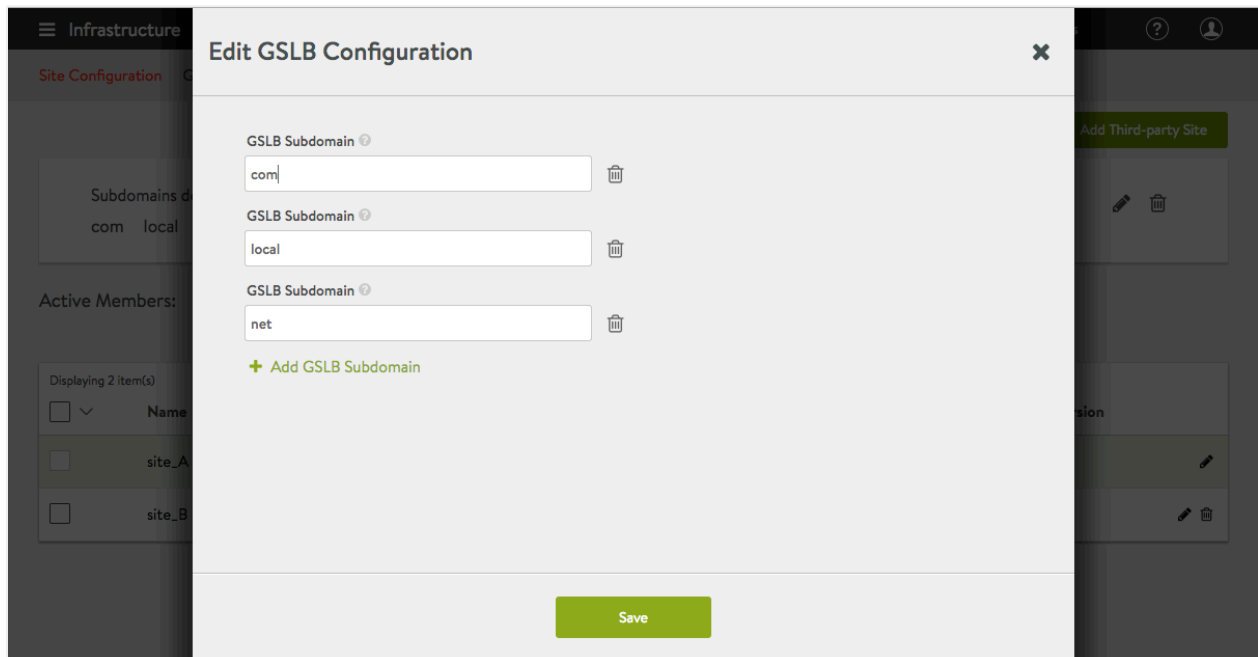 Infrastructure
Edit GSLB Configuration
Site Configuration
Add Third-party Site
GSLB Subdomain
com
Subdomains
com local
GSLB Subdomain
local
GSLB Subdomain
net
Active Members:
+ Add GSLB Subdomain
Displaying 2 item(s)
Name
site_A
site_B
Save